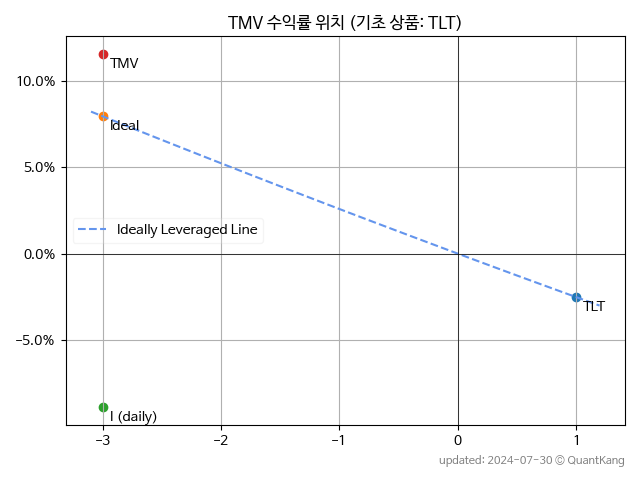 TMV 수익률 위치 (기초 상품: TLT)
10.0%
5.0%
0.0%
-5.0%
TMV
Ideal
Ideally Leveraged Line
TLT
I (daily)
-3
-2
-1
0
1
updated: 2024-07-30 © QuantKang